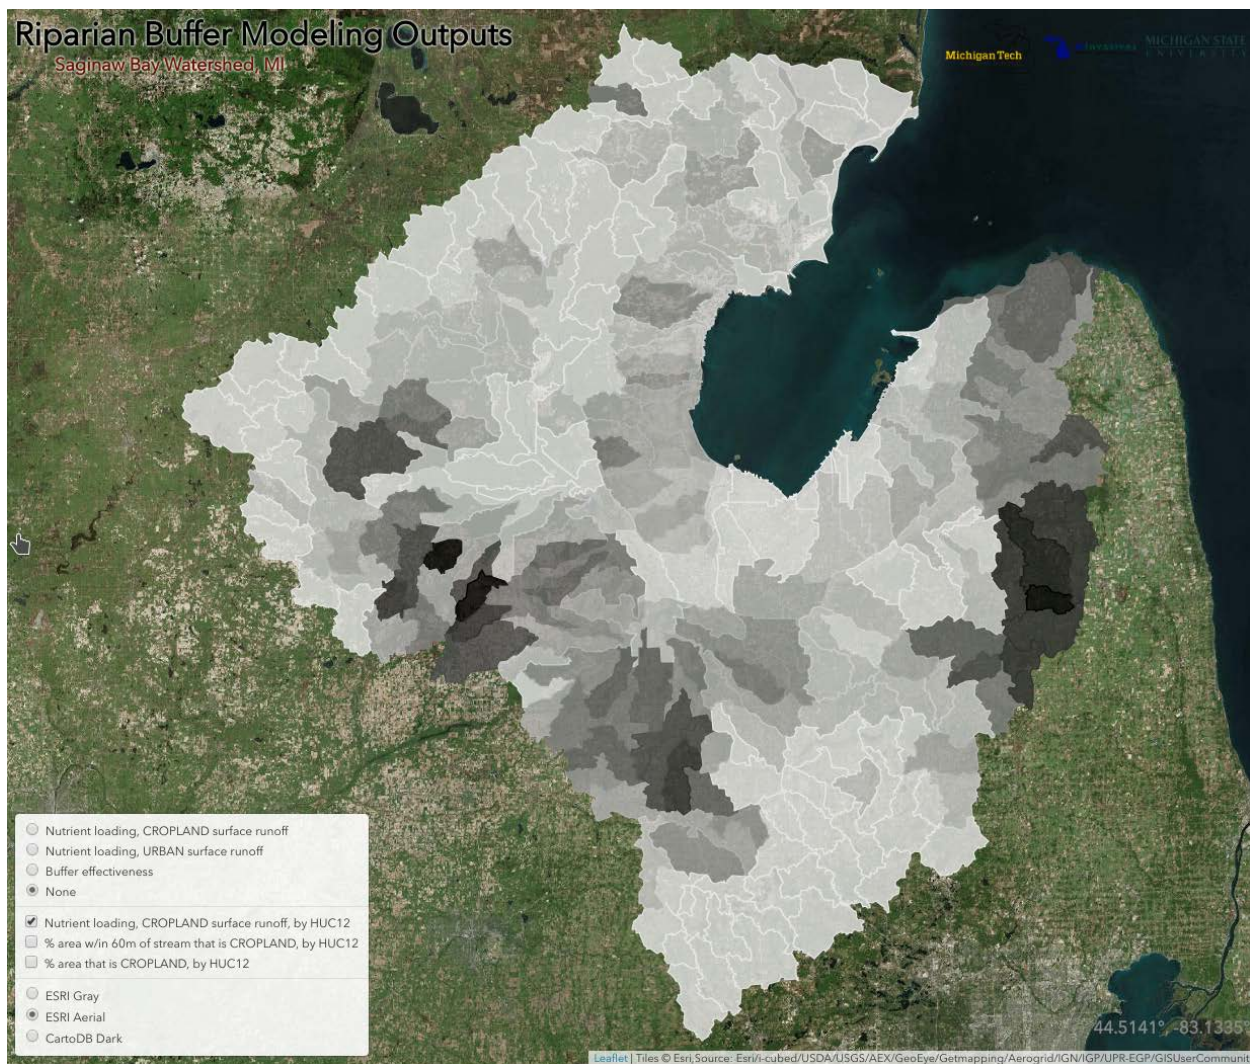 Riparian Buffer Modeling Outputs
Saginaw Bay Watershed, MI
Michigan Tech
MICHIGAN STATE
UNIVERSITY
Nutrient loading, CROPLAND surface runoff
Nutrient loading, URBAN surface runoff
Buffer effectiveness
None
Nutrient loading, CROPLAND surface runoff, by HUC12
% area w/in 60m of stream that is CROPLAND, by HUC12
% area that is CROPLAND, by HUC12
ESRI Gray
ESRI Aerial
CartoDB Dark
44.5141°, -83.1335°
Leaflet | Tiles © Esri,Source: Esri/i-cubed/USDA/USGS/AEX/GeoEye/Getmapping/Aerogrid/IGN/IGP/UPR-EGP/GISUserCommunit